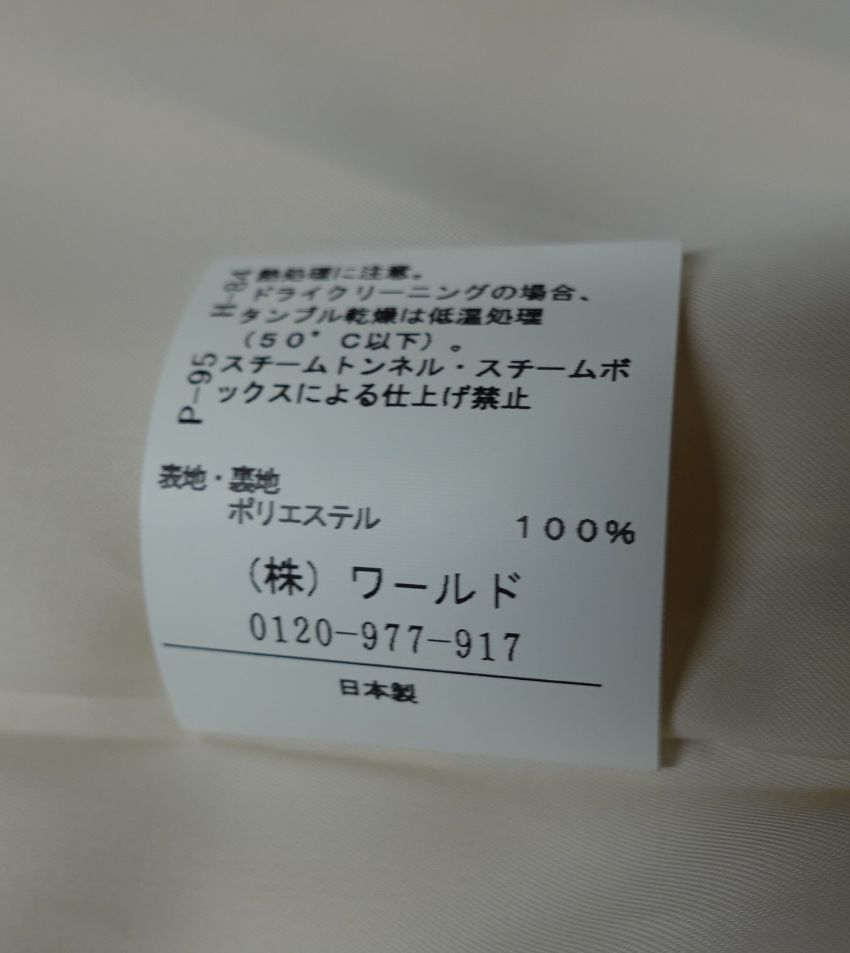 H-84 熱処理に注意。
ドライクリーニングの場合、
タンブル乾燥は低温処理
(50°C以下)。
P-95 スチームトンネル・スチームボ
ックスによる仕上げ禁止
表地・裏地
ポリエステル 100%
(株) ワールド
0120-977-917
日本製